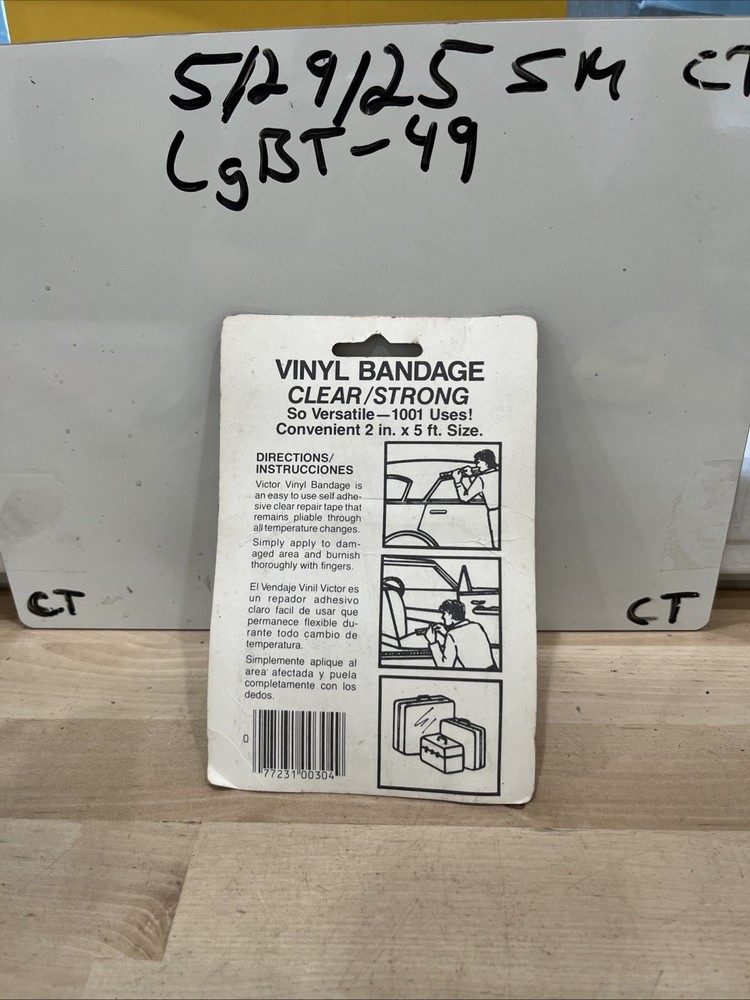 5/29/25 SM CT
LgBT-49
VINYL BANDAGE
CLEAR/STRONG
So Versatile—1001 Uses!
Convenient 2 in. x 5 ft. Size.
DIRECTIONS/
INSTRUCCIONES
Victor Vinyl Bandage is
an easy to use self adhe-
sive clear repair tape that
remains pliable through
all temperature changes.
Simply apply to dam-
aged area and burnish
thoroughly with fingers.
El Vendaje Vinil Victor es
un repador adhesivo
claro facil de usar que
permanece flexible du-
rante todo cambio de
temperatura.
Simplemente aplique al
area afectada y puela
completamente con los
dedos.
0 77231 00304
CT
CT